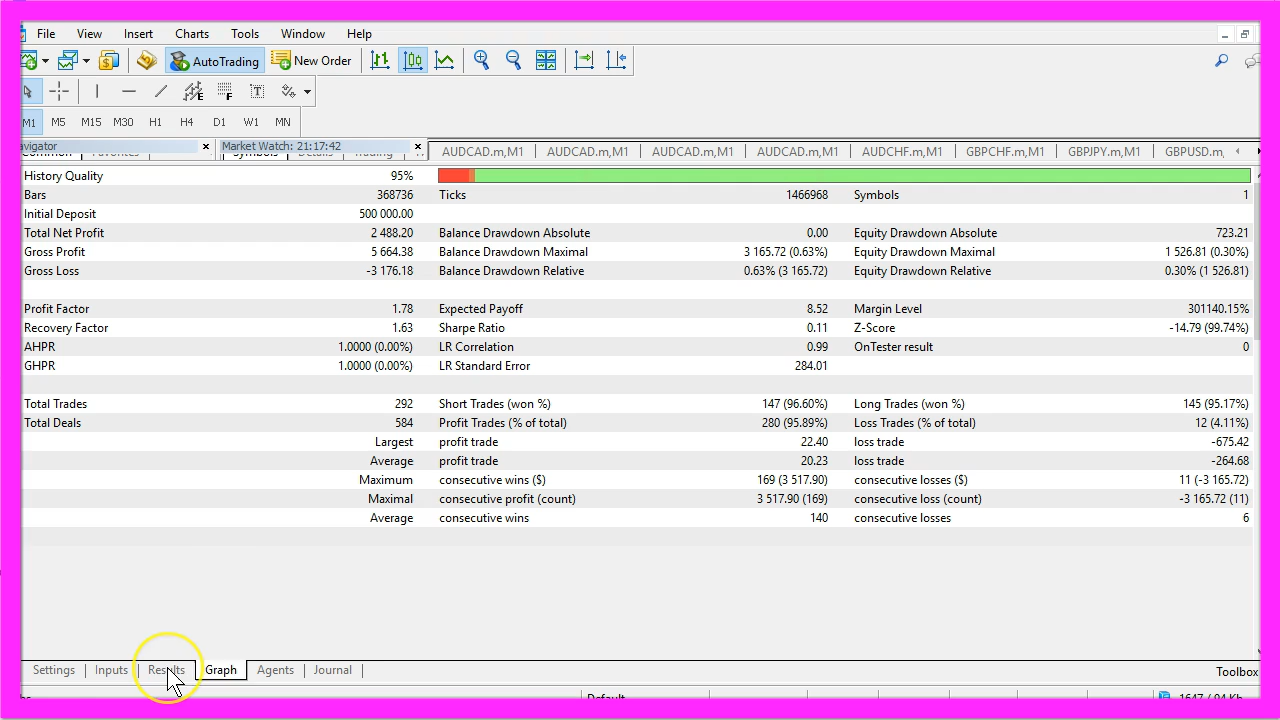 File View Insert Charts Tools Window Help
AutoTrading New Order
E F T
M1 M5 M15 M30 H1 H4 D1 W1 MN
avigator × Market Watch: 21:17:42 × AUDCAD.m,M1 AUDCAD.m,M1 AUDCAD.m,M1 AUDCAD.m,M1 AUDCHF.m,M1 GBPCHF.m,M1 GBPJPY.m,M1 GBPUSD.m,
Common Favorites Symbols Details Trading
History Quality 95%
Bars 368736 Ticks 1466968 Symbols 1
Initial Deposit 500 000.00
Total Net Profit 2 488.20 Balance Drawdown Absolute 0.00 Equity Drawdown Absolute 723.21
Gross Profit 5 664.38 Balance Drawdown Maximal 3 165.72 (0.63%) Equity Drawdown Maximal 1 526.81 (0.30%)
Gross Loss -3 176.18 Balance Drawdown Relative 0.63% (3 165.72) Equity Drawdown Relative 0.30% (1 526.81)
Profit Factor 1.78 Expected Payoff 8.52 Margin Level 301140.15%
Recovery Factor 1.63 Sharpe Ratio 0.11 Z-Score -14.79 (99.74%)
AHPR 1.0000 (0.00%) LR Correlation 0.99 OnTester result 0
GHPR 1.0000 (0.00%) LR Standard Error 284.01
Total Trades 292 Short Trades (won %) 147 (96.60%) Long Trades (won %) 145 (95.17%)
Total Deals 584 Profit Trades (% of total) 280 (95.89%) Loss Trades (% of total) 12 (4.11%)
Largest profit trade 22.40 loss trade -675.42
Average profit trade 20.23 loss trade -264.68
Maximum consecutive wins ($) 169 (3 517.90) consecutive losses ($) 11 (-3 165.72)
Maximal consecutive profit (count) 3 517.90 (169) consecutive loss (count) -3 165.72 (11)
Average consecutive wins 140 consecutive losses 6
Settings Inputs Results Graph Agents Journal Toolbox
Default 1647 / 94 Kb